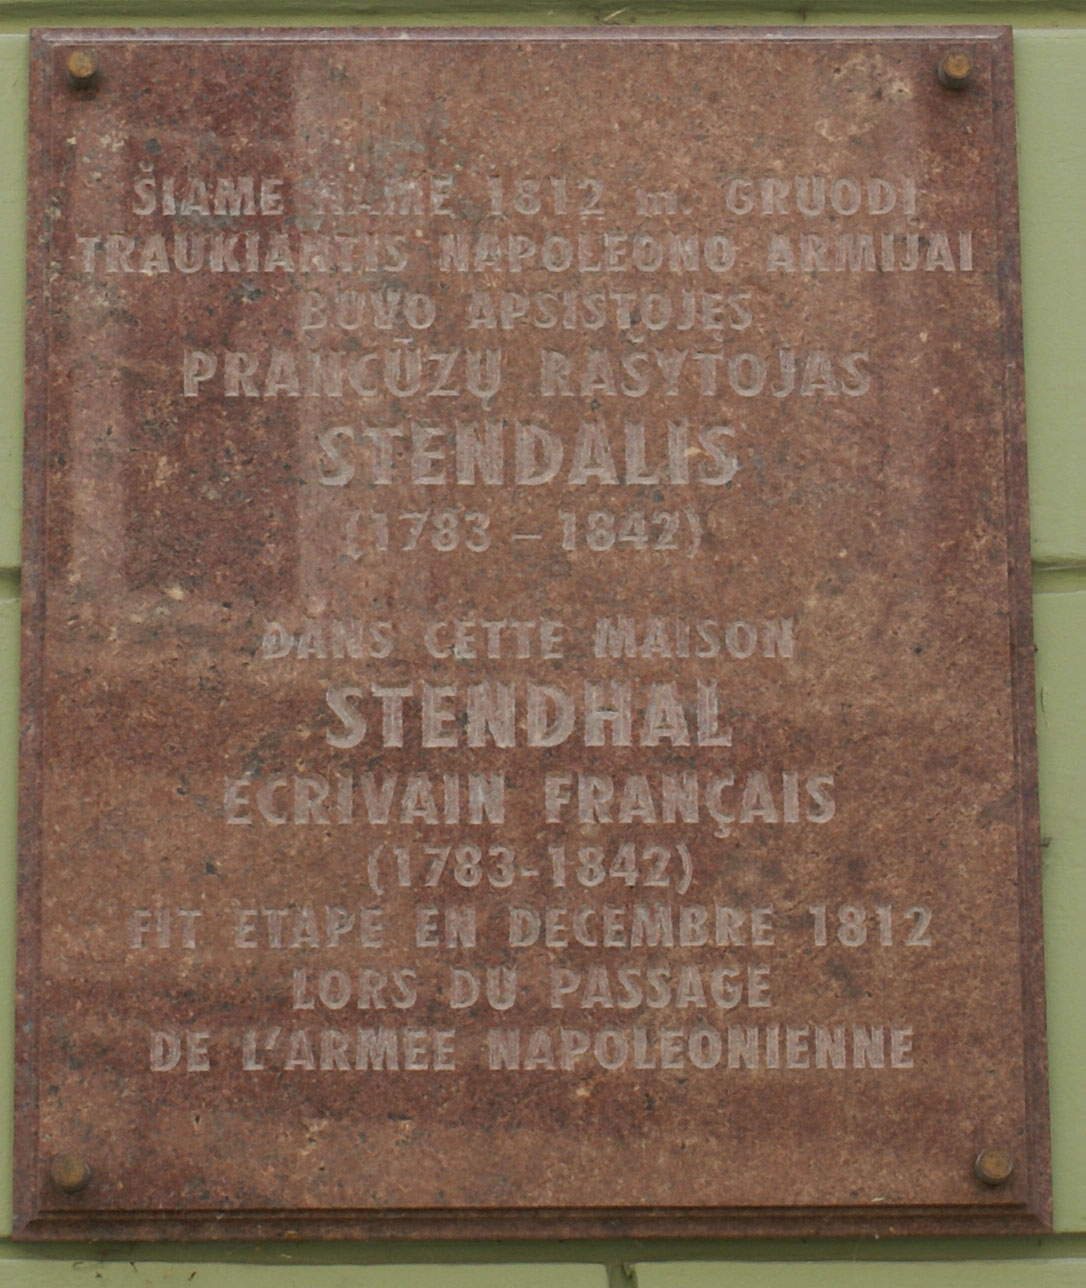 ŠIAME NAME 1812 m. GRUODĮ
TRAUKIANTIS NAPOLEONO ARMIJAI
BUVO APSISTOJĘS
PRANCŪZŲ RAŠYTOJAS
STENDALIS
(1783 – 1842)
DANS CETTE MAISON
STENDHAL
ECRIVAIN FRANÇAIS
(1783-1842)
FIT ETAPE EN DECEMBRE 1812
LORS DU PASSAGE
DE L'ARMEE NAPOLEONIENNE